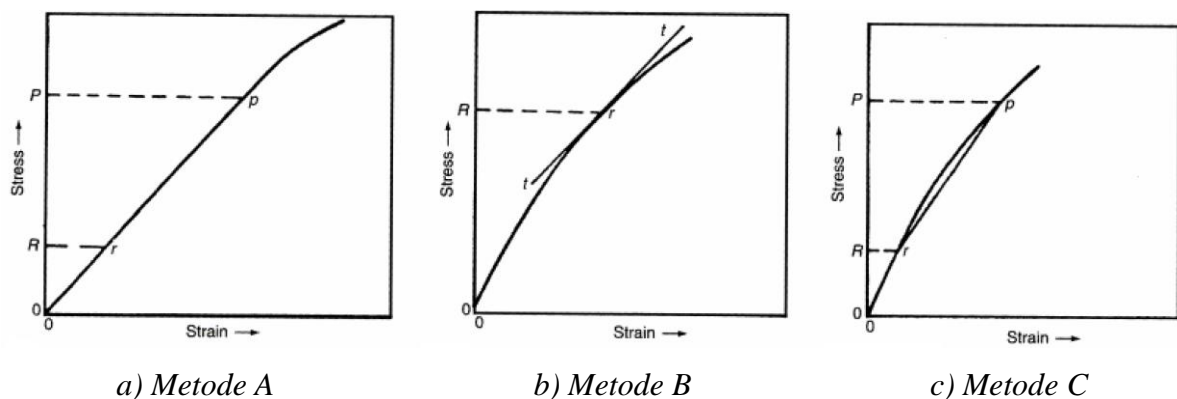 P
p
R
r
0
0
Stress →
Strain →
a) Metode A
t
R
r
t
0
0
Stress →
Strain →
b) Metode B
P
p
R
r
0
0
Stress →
Strain →
c) Metode C